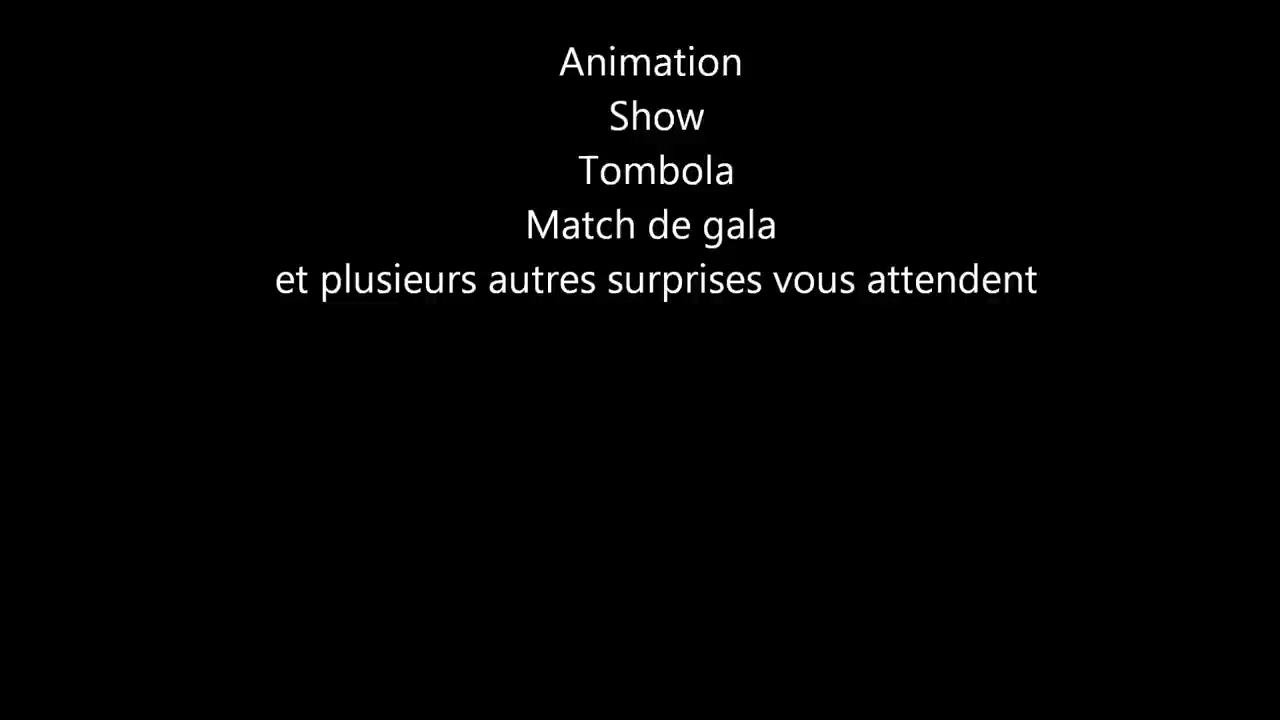 Animation
Show
Tombola
Match de gala
et plusieurs autres surprises vous attendent